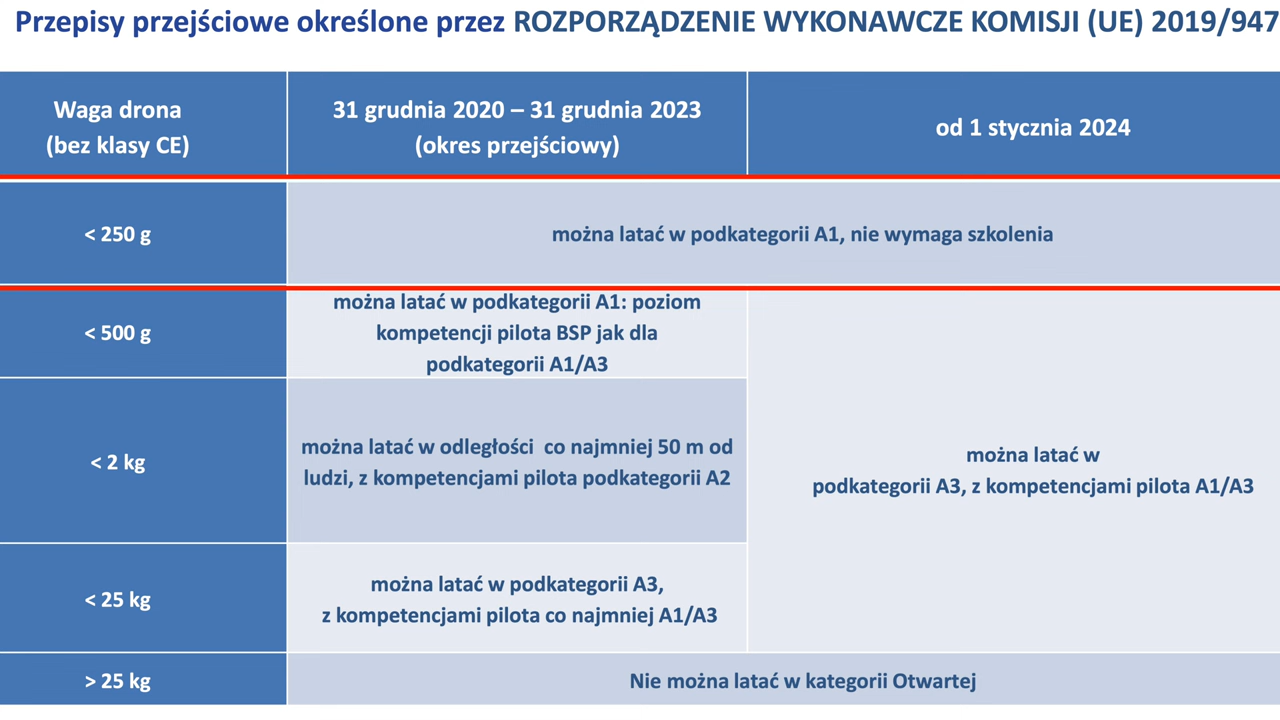 Przepisy przejściowe określone przez ROZPORZĄDZENIE WYKONAWCZE KOMISJI (UE) 2019/947
Waga drona
(bez klasy CE)
31 grudnia 2020 – 31 grudnia 2023
(okres przejściowy)
od 1 stycznia 2024
< 250 g
można latać w podkategorii A1, nie wymaga szkolenia
< 500 g
można latać w podkategorii A1: poziom
kompetencji pilota BSP jak dla
podkategorii A1/A3
< 2 kg
można latać w odległości co najmniej 50 m od
ludzi, z kompetencjami pilota podkategorii A2
można latać w
podkategorii A3, z kompetencjami pilota A1/A3
< 25 kg
można latać w podkategorii A3,
z kompetencjami pilota co najmniej A1/A3
> 25 kg
Nie można latać w kategorii Otwartej